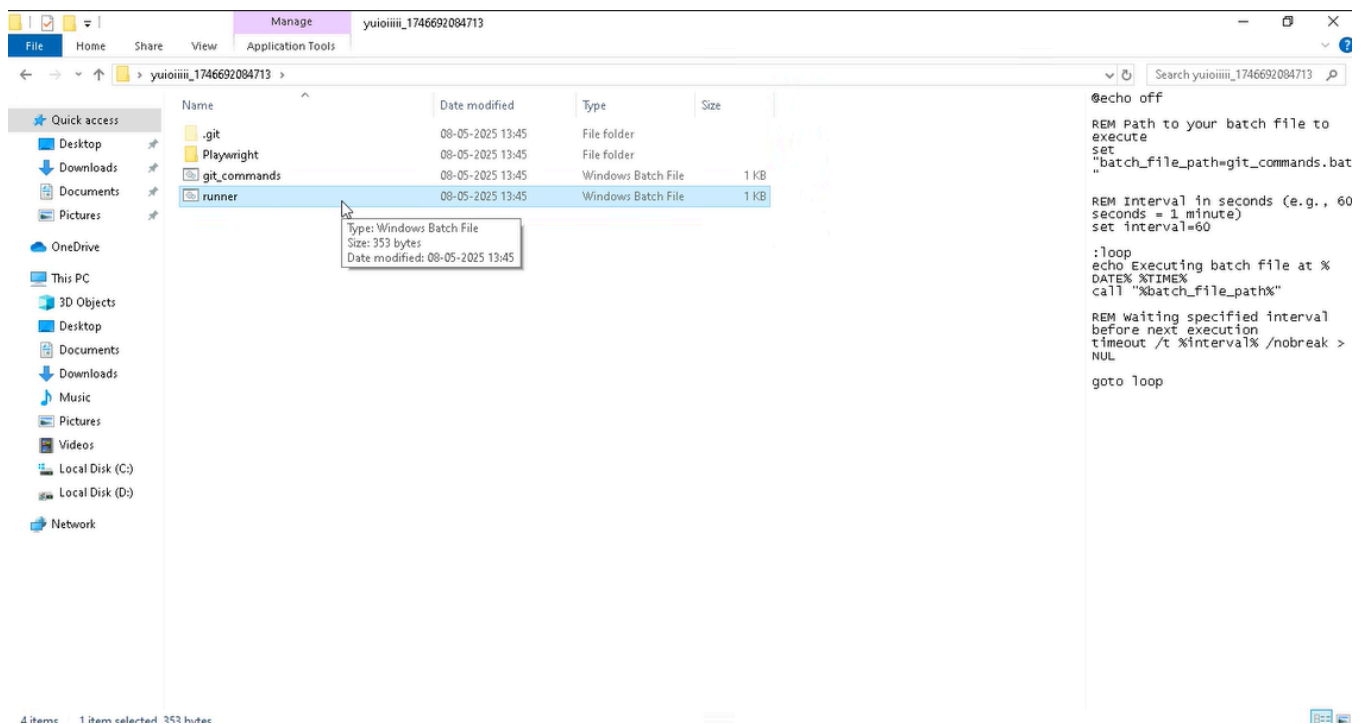 Manage
yuioiiiii_1746692084713
File
Home
Share
View
Application Tools
yuioiiiii_1746692084713
Search yuioiiiii_1746692084713
Quick access
Desktop
Downloads
Documents
Pictures
OneDrive
This PC
3D Objects
Desktop
Documents
Downloads
Music
Pictures
Videos
Local Disk (C:)
Local Disk (D:)
Network
Name Date modified Type Size
.git 08-05-2025 13:45 File folder
Playwright 08-05-2025 13:45 File folder
git_commands 08-05-2025 13:45 Windows Batch File 1 KB
runner 08-05-2025 13:45 Windows Batch File 1 KB
Type: Windows Batch File
Size: 353 bytes
Date modified: 08-05-2025 13:45
@echo off
REM Path to your batch file to
execute
set
"batch_file_path=git_commands.bat
"
REM Interval in seconds (e.g., 60
seconds = 1 minute)
set interval=60
:loop
echo Executing batch file at %
DATE% %TIME%
call "%batch_file_path%"
REM Waiting specified interval
before next execution
timeout /t %interval% /nobreak >
NUL
goto loop
4 items 1 item selected 353 bytes